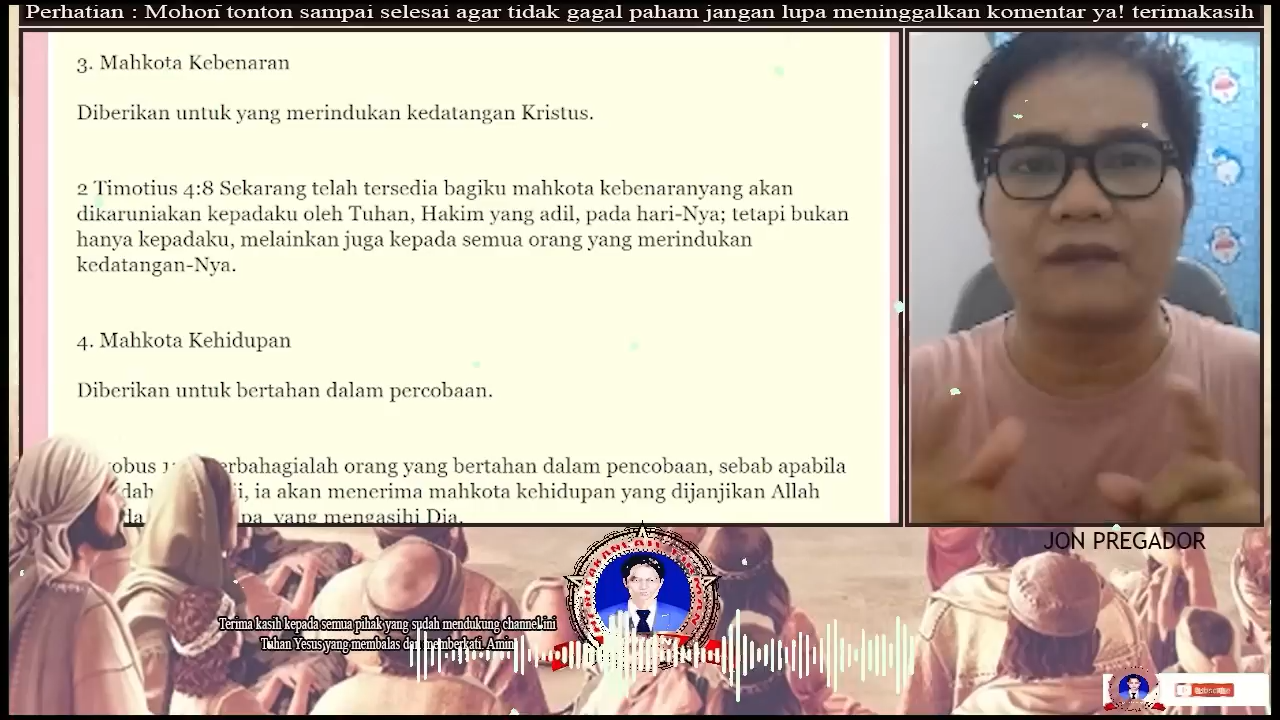 Perhatian : Mohon tonton sampai selesai agar tidak gagal paham jangan lupa meninggalkan komentar ya! terimakasih
3. Mahkota Kebenaran
Diberikan untuk yang merindukan kedatangan Kristus.
2 Timotius 4:8 Sekarang telah tersedia bagiku mahkota kebenaranyang akan
dikaruniakan kepadaku oleh Tuhan, Hakim yang adil, pada hari-Nya; tetapi bukan
hanya kepadaku, melainkan juga kepada semua orang yang merindukan
kedatangan-Nya.
4. Mahkota Kehidupan
Diberikan untuk bertahan dalam percobaan.
orang yang bertahan dalam pencobaan, sebab apabila
ia akan menerima mahkota kehidupan yang dijanjikan Allah
yang mengasihi Dia.
JON PREGADOR
Terima kasih kepada semua pihak yang sudah mendukung channel ini
Tuhan Yesus yang membalas dan memberkati. Amin